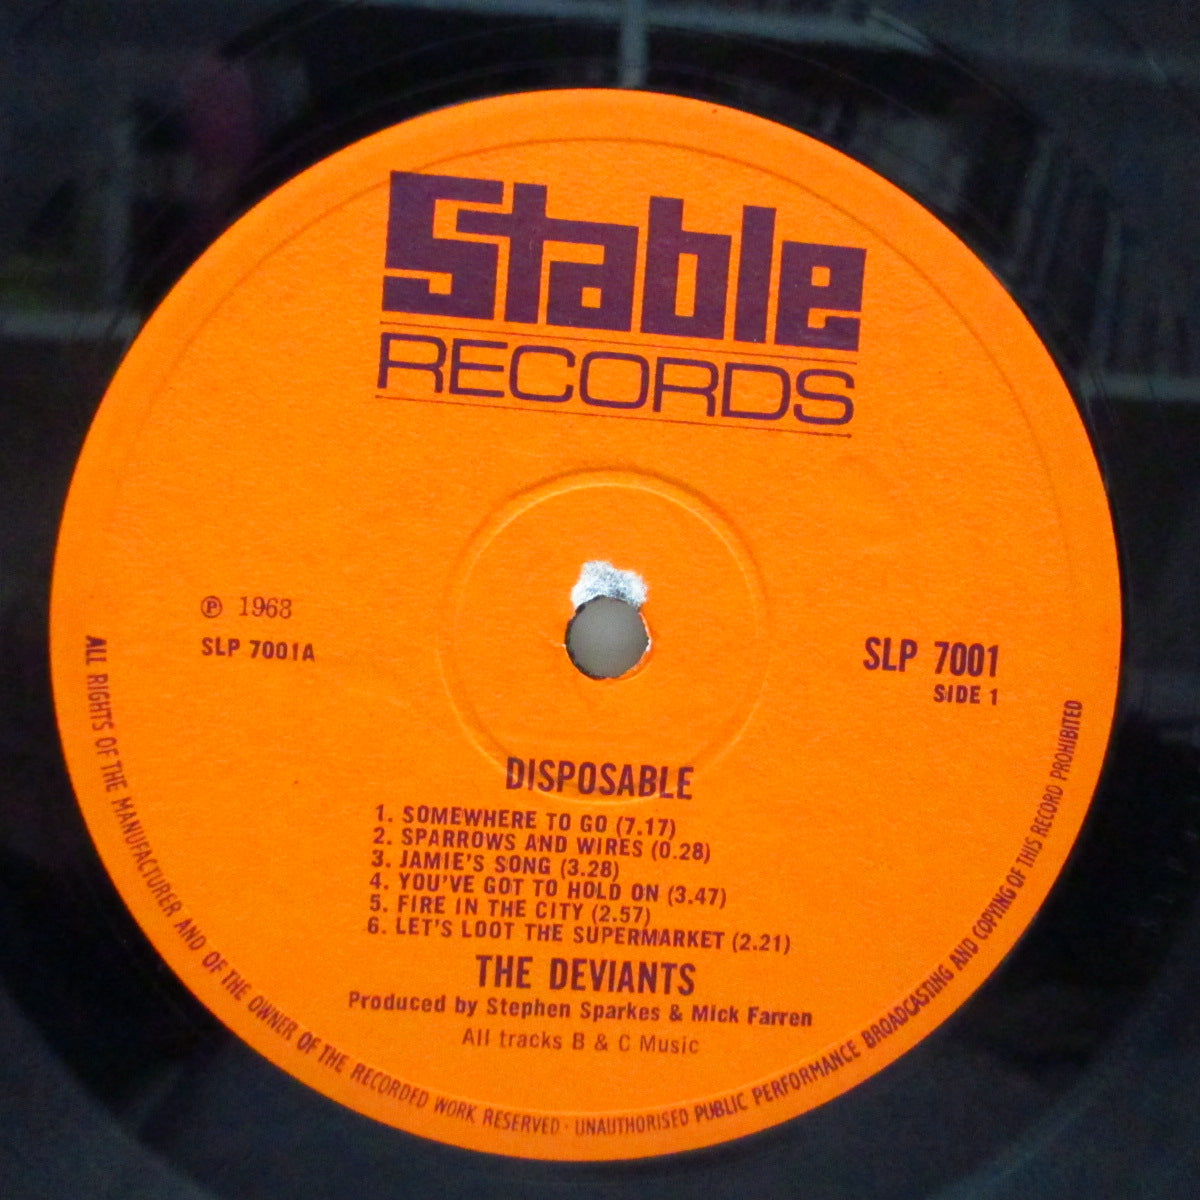 Stable
RECORDS
℗ 1968
SLP 7001A
SLP 7001
SIDE 1
DISPOSABLE
1. SOMEWHERE TO GO (7.17)
2. SPARROWS AND WIRES (0.28)
3. JAMIE'S SONG (3.28)
4. YOU'VE GOT TO HOLD ON (3.47)
5. FIRE IN THE CITY (2.57)
6. LET'S LOOT THE SUPERMARKET (2.21)
THE DEVIANTS
Produced by Stephen Sparkes & Mick Farren
All tracks B & C Music
ALL RIGHTS OF THE MANUFACTURER AND OF THE OWNER OF THE RECORDED WORK RESERVED · UNAUTHORISED PUBLIC PERFORMANCE BROADCASTING AND COPYING OF THIS RECORD PROHIBITED